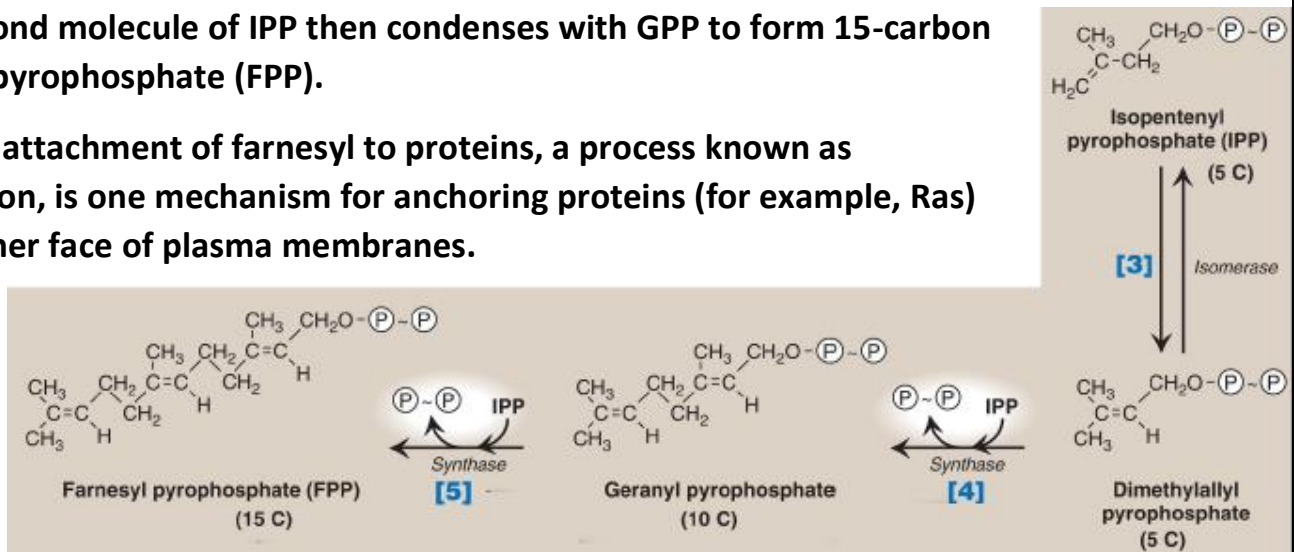 ond molecule of IPP then condenses with GPP to form 15-carbon
pyrophosphate (FPP).
attachment of farnesyl to proteins, a process known as
on, is one mechanism for anchoring proteins (for example, Ras)
ner face of plasma membranes.
CH3 CH2O-P~P
C-CH2
H2C
Isopentenyl
pyrophosphate (IPP)
(5 C)
[3] Isomerase
CH3 CH2O-P~P
CH3 CH2 C=C
CH3 CH2 C=C CH2 H
C=C CH2 H
CH3 H
P~P IPP
Synthase
[5]
Farnesyl pyrophosphate (FPP)
(15 C)
CH3 CH2O-P~P
CH3 CH2 C=C
C=C CH2 H
CH3 H
P~P IPP
Synthase
[4]
Geranyl pyrophosphate
(10 C)
CH3 CH2O-P~P
C=C
CH3 H
Dimethylallyl
pyrophosphate
(5 C)